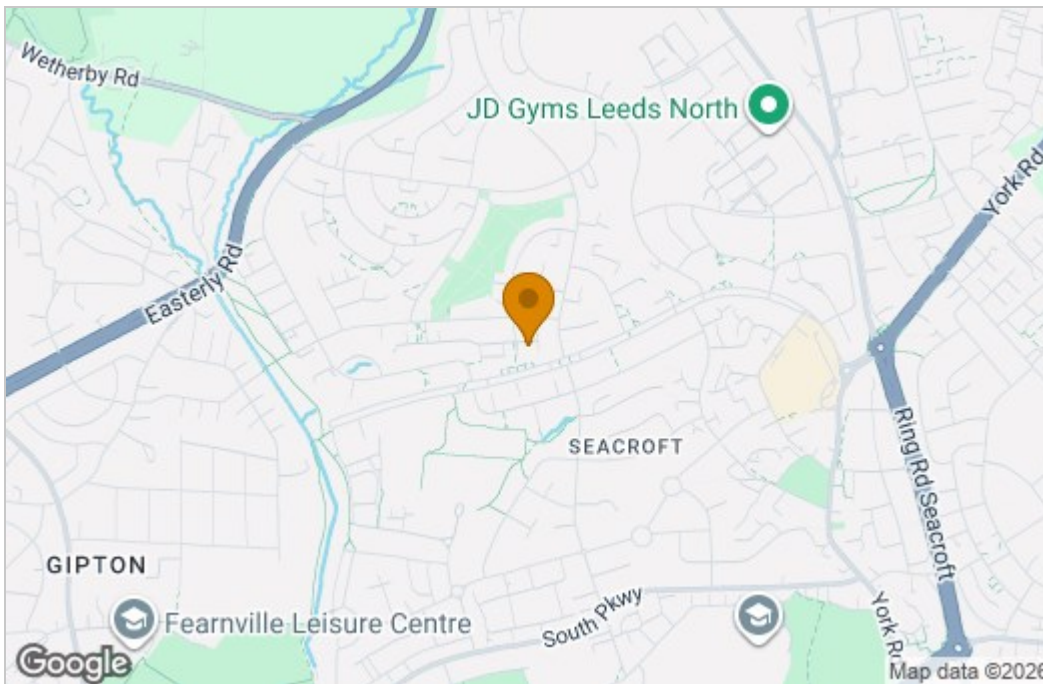 Wetherby Rd
JD Gyms Leeds North
York Rd
Easterly Rd
SEACROFT
Ring Rd Seacroft
GIPTON
Fearnville Leisure Centre
South Pkwy
York Rd
Google
Map data ©2026